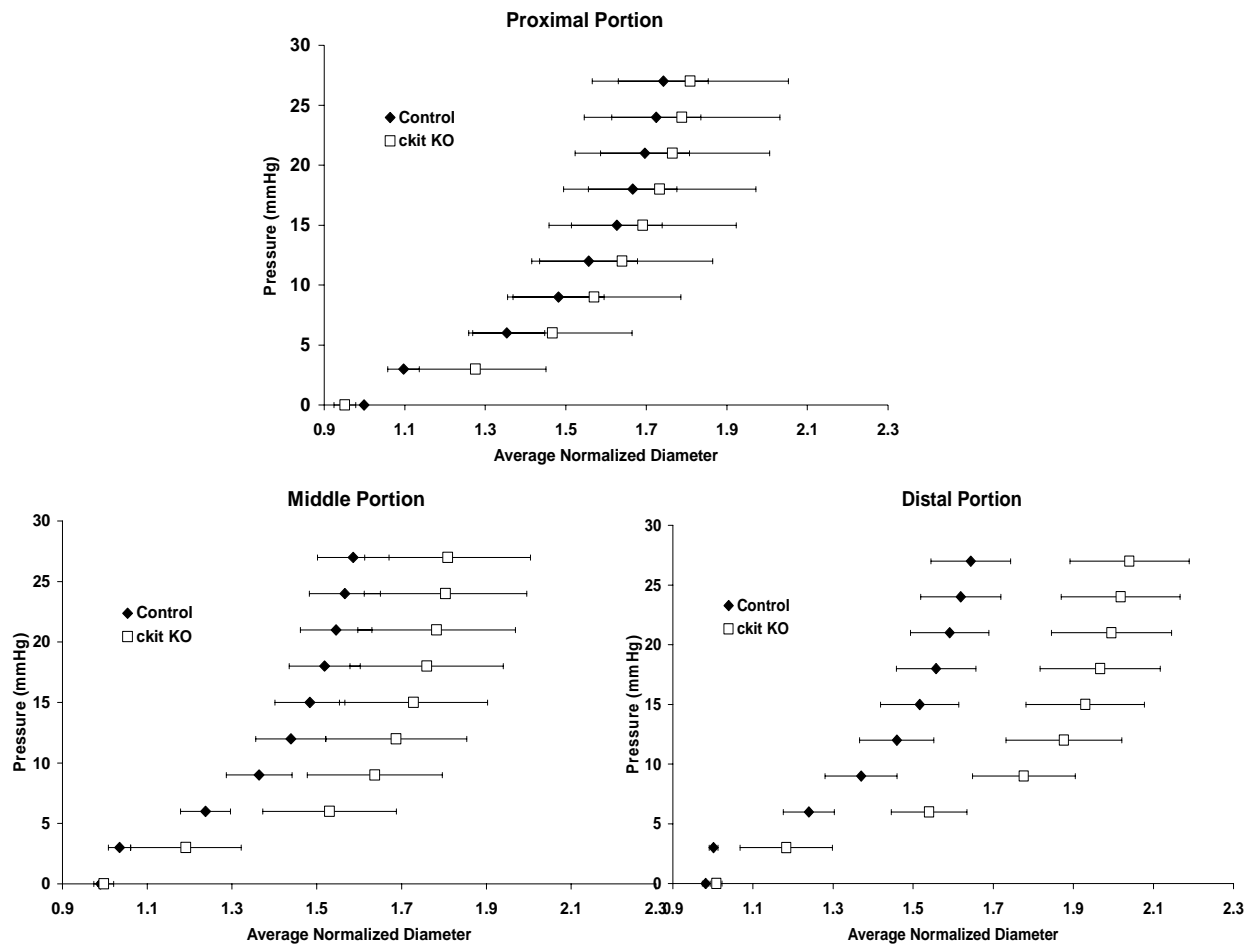 Proximal Portion
30
25
20
15
10
5
0
Pressure (mmHg)
Control
ckit KO
0.9 1.1 1.3 1.5 1.7 1.9 2.1 2.3
Average Normalized Diameter
Middle Portion
30
25
20
15
10
5
0
Pressure (mmHg)
Control
ckit KO
0.9 1.1 1.3 1.5 1.7 1.9 2.1 2.3
Average Normalized Diameter
Distal Portion
30
25
20
15
10
5
0
Pressure (mmHg)
Control
ckit KO
0.9 1.1 1.3 1.5 1.7 1.9 2.1 2.3
Average Normalized Diameter